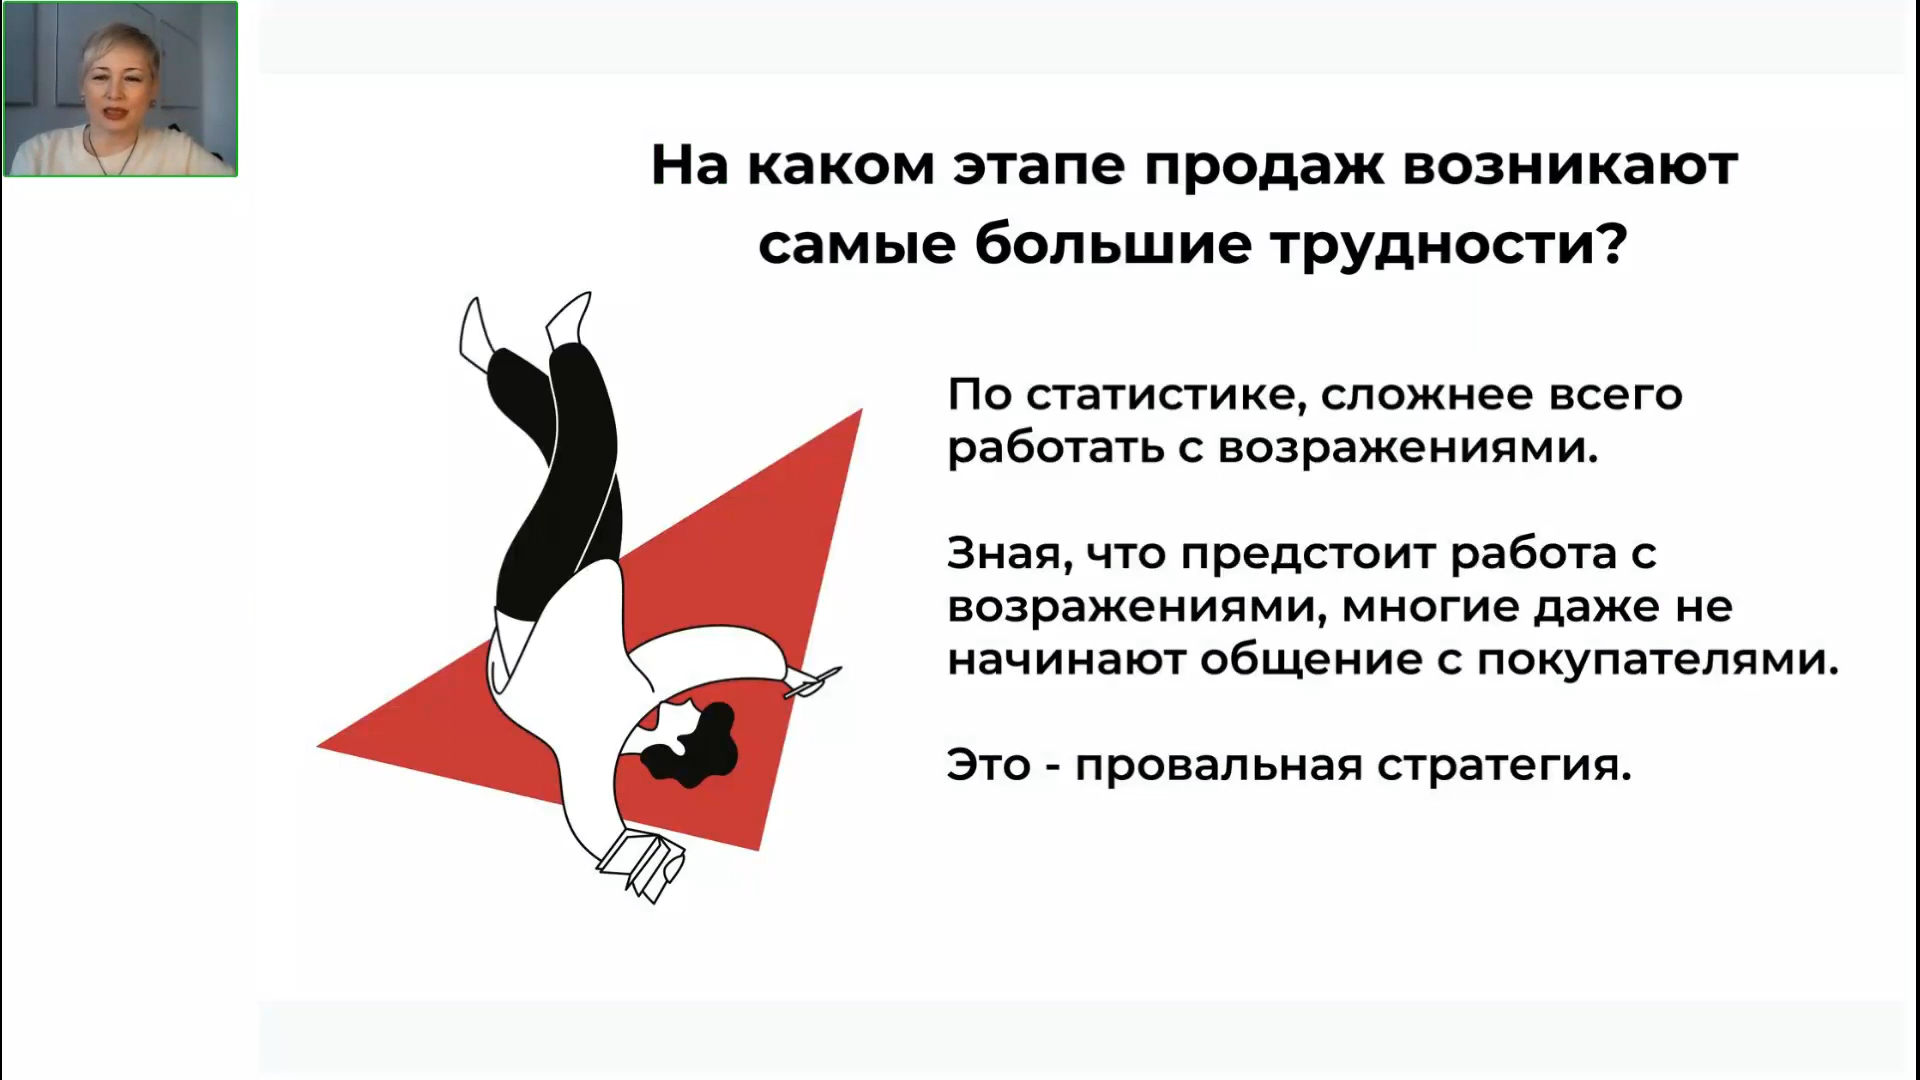 На каком этапе продаж возникают
самые большие трудности?
По статистике, сложнее всего
работать с возражениями.
Зная, что предстоит работа с
возражениями, многие даже не
начинают общение с покупателями.
Это - провальная стратегия.